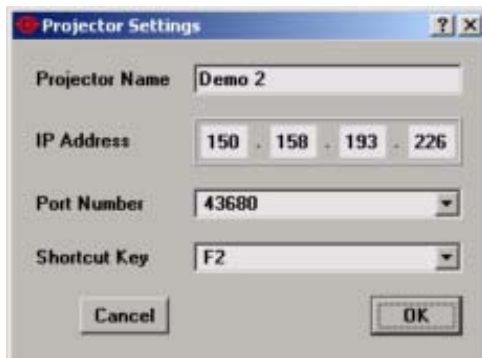 Projector Settings ? ×
Projector Name Demo 2
IP Address 150 . 158 . 193 . 226
Port Number 43680
Shortcut Key F2
Cancel OK